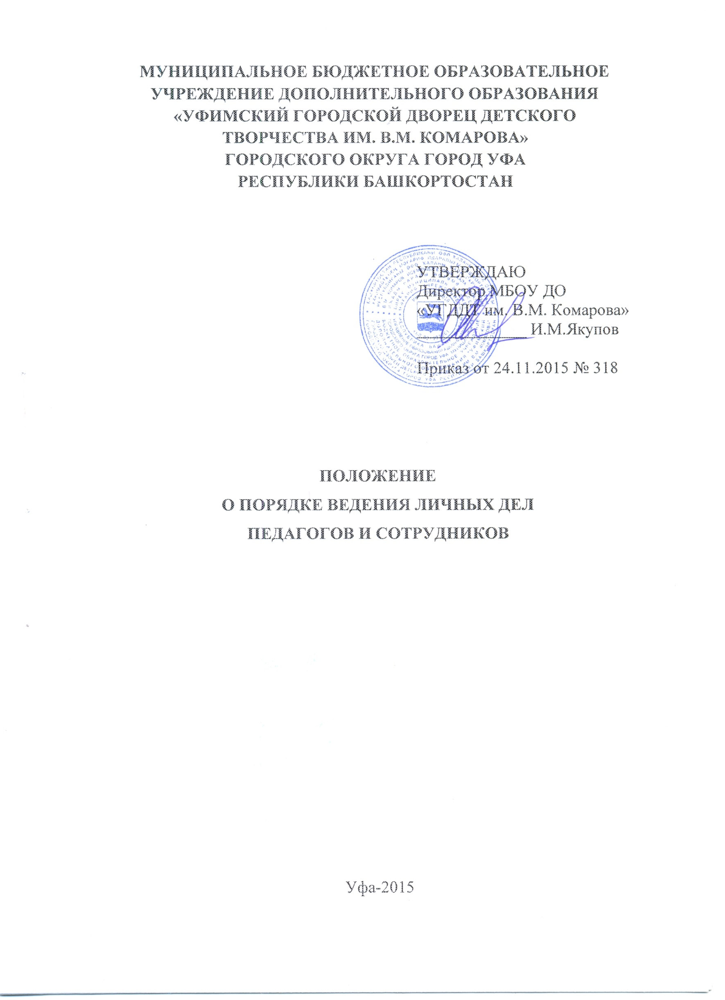 МУНИЦИПАЛЬНОЕ БЮДЖЕТНОЕ ОБРАЗОВАТЕЛЬНОЕ
УЧРЕЖДЕНИЕ ДОПОЛНИТЕЛЬНОГО ОБРАЗОВАНИЯ
«УФИМСКИЙ ГОРОДСКОЙ ДВОРЕЦ ДЕТСКОГО
ТВОРЧЕСТВА ИМ. В.М. КОМАРОВА»
ГОРОДСКОГО ОКРУГА ГОРОД УФА
РЕСПУБЛИКИ БАШКОРТОСТАН
УТВЕРЖДАЮ
Директор МБОУ ДО
«УГДДТ им. В.М. Комарова»
_____________ И.М.Якупов
Приказ от 24.11.2015 № 318
ПОЛОЖЕНИЕ
О ПОРЯДКЕ ВЕДЕНИЯ ЛИЧНЫХ ДЕЛ
ПЕДАГОГОВ И СОТРУДНИКОВ
Уфа-2015